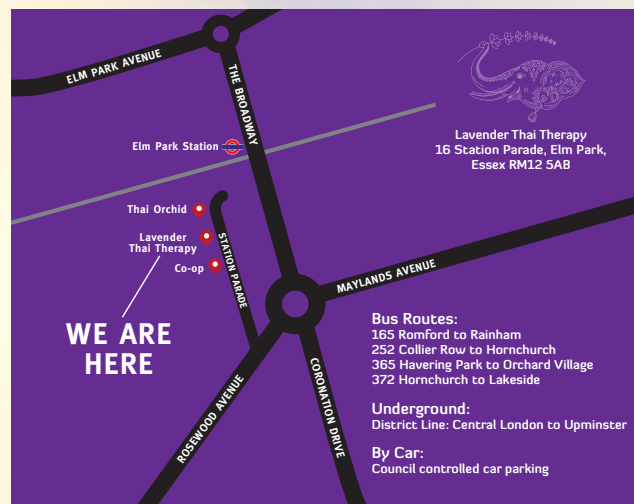 ELM PARK AVENUE
THE BROADWAY
Elm Park Station
Lavender Thai Therapy
16 Station Parade, Elm Park,
Essex RM12 5AB
Thai Orchid
Lavender
Thai Therapy
Co-op
STATION PARADE
MAYLANDS AVENUE
WE ARE
HERE
ROSEWOOD AVENUE
CORONATION DRIVE
Bus Routes:
165 Romford to Rainham
252 Collier Row to Hornchurch
365 Havering Park to Orchard Village
372 Hornchurch to Lakeside
Underground:
District Line: Central London to Upminster
By Car:
Council controlled car parking